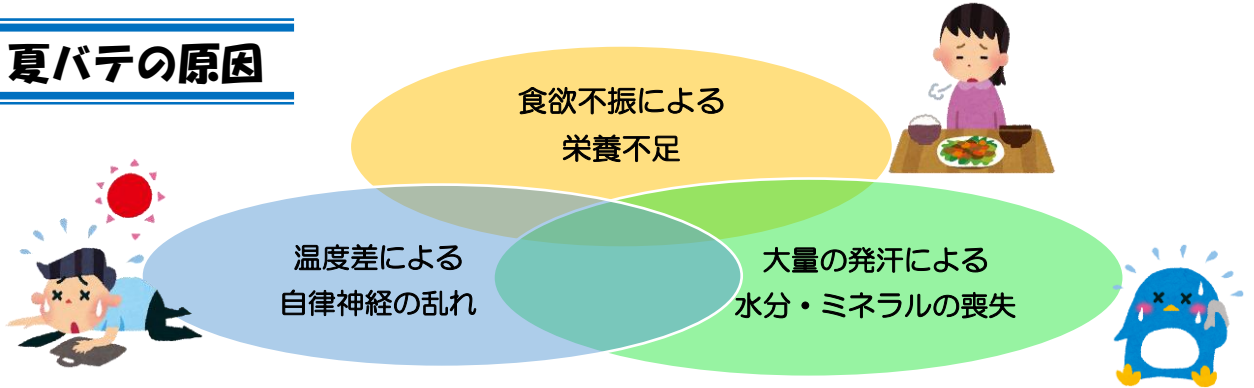 夏バテの原因
食欲不振による
栄養不足
温度差による
自律神経の乱れ
大量の発汗による
水分・ミネラルの喪失